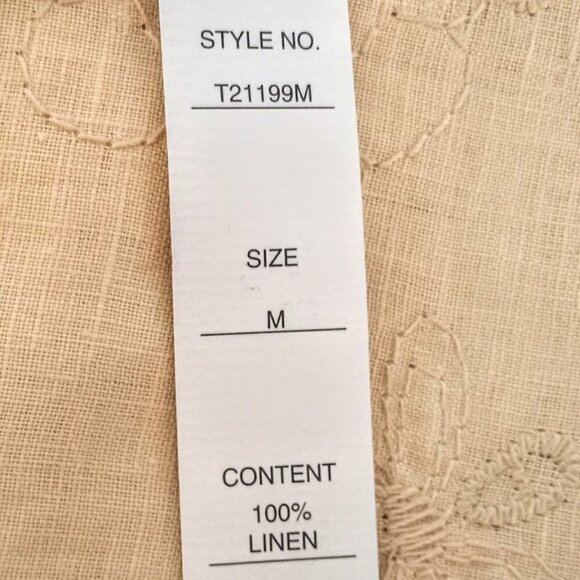 STYLE NO.
T21199M
SIZE
M
CONTENT
100%
LINEN